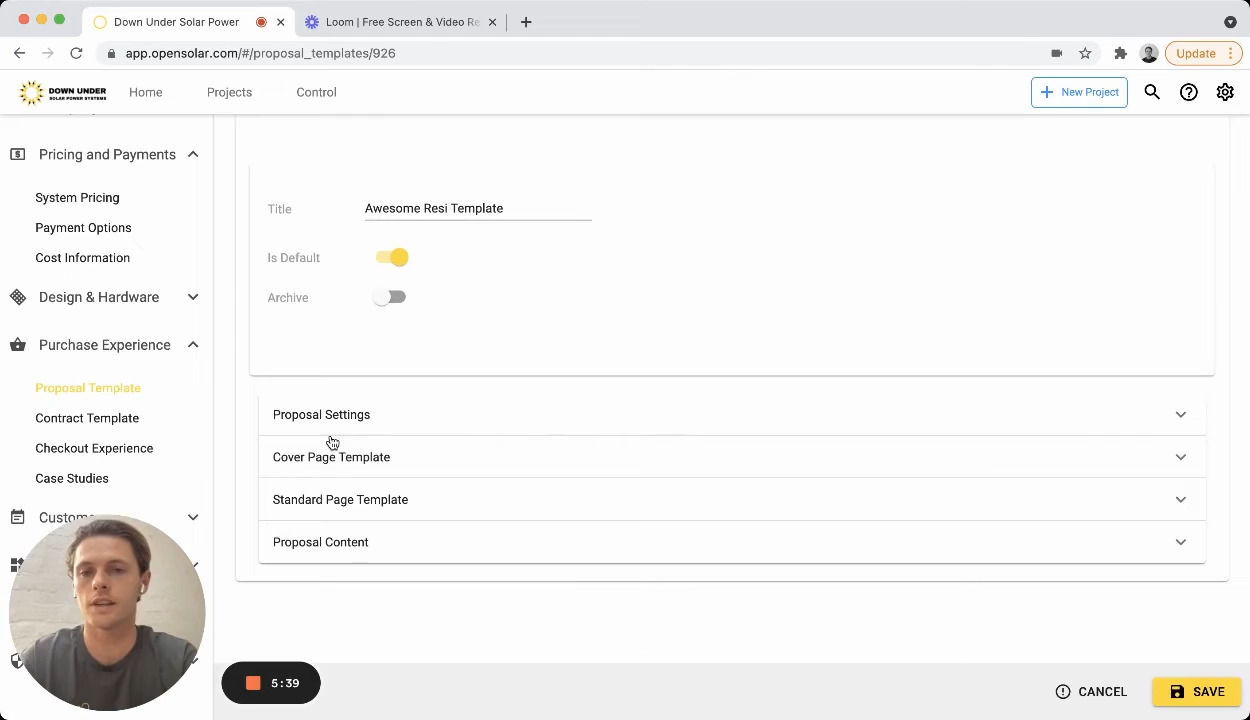 Down Under Solar Power
Loom | Free Screen & Video Re
app.opensolar.com/#/proposal_templates/926
Update
DOWN UNDER
SOLAR POWER SYSTEMS
Home
Projects
Control
New Project
Pricing and Payments
System Pricing
Payment Options
Cost Information
Design & Hardware
Purchase Experience
Proposal Template
Contract Template
Checkout Experience
Case Studies
Custom
Title
Awesome Resi Template
Is Default
Archive
Proposal Settings
Cover Page Template
Standard Page Template
Proposal Content
5:39
CANCEL
SAVE